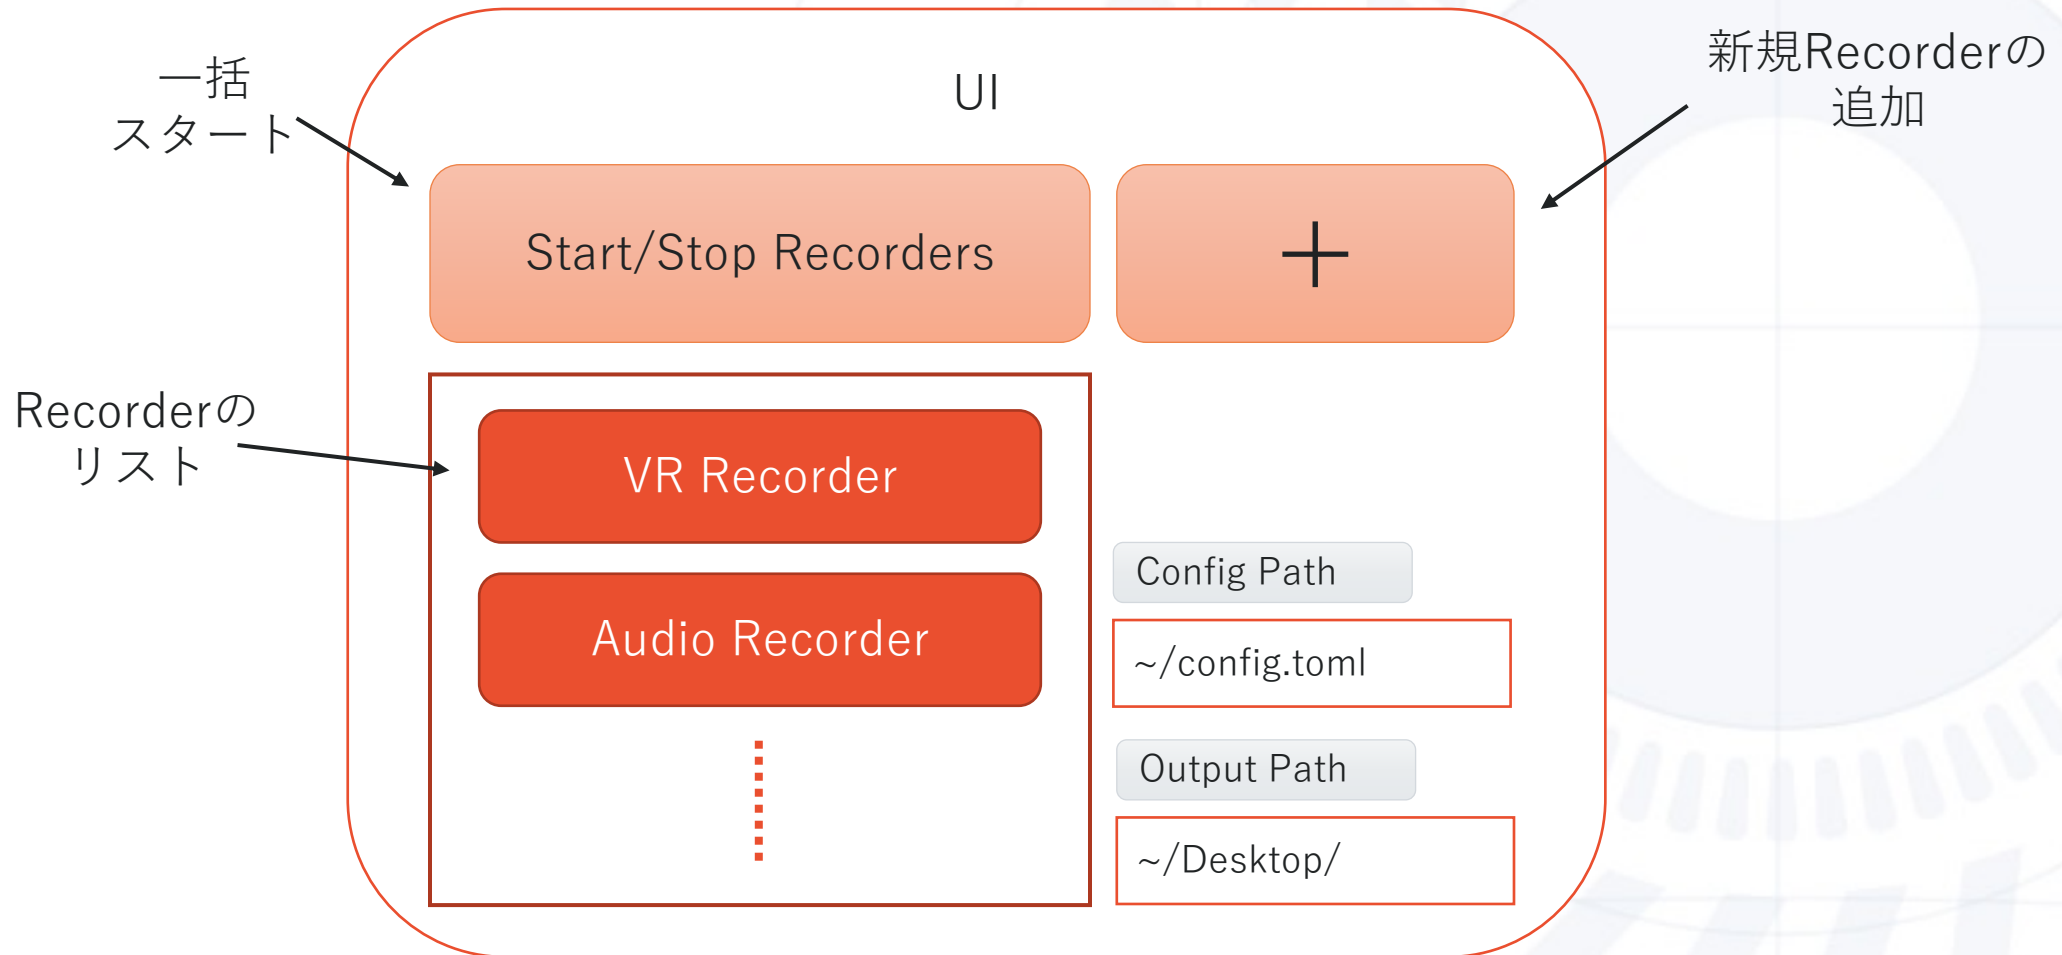 一括
スタート
UI
新規Recorderの
追加
Start/Stop Recorders
+
Recorderの
リスト
VR Recorder
Audio Recorder
Config Path
~/config.toml
Output Path
~/Desktop/